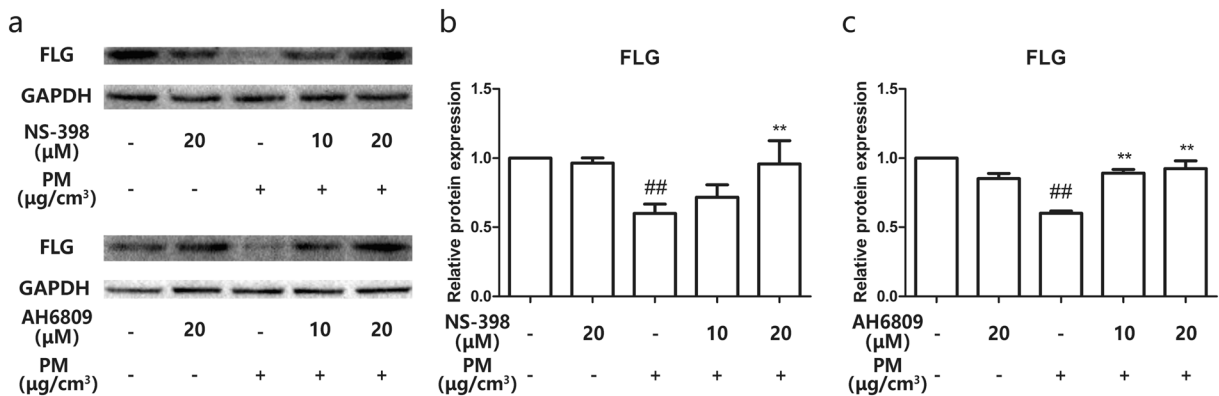 a
FLG
GAPDH
NS-398 - 20 - 10 20
(μM)
PM - - + + +
(μg/cm³)
FLG
GAPDH
AH6809 - 20 - 10 20
(μM)
PM - - + + +
(μg/cm³)
b
FLG
Relative protein expression
1.5
1.0
0.5
0.0
##
**
NS-398 - 20 - 10 20
(μM)
PM - - + + +
(μg/cm³)
c
FLG
Relative protein expression
1.5
1.0
0.5
0.0
##
**
**
AH6809 - 20 - 10 20
(μM)
PM - - + + +
(μg/cm³)